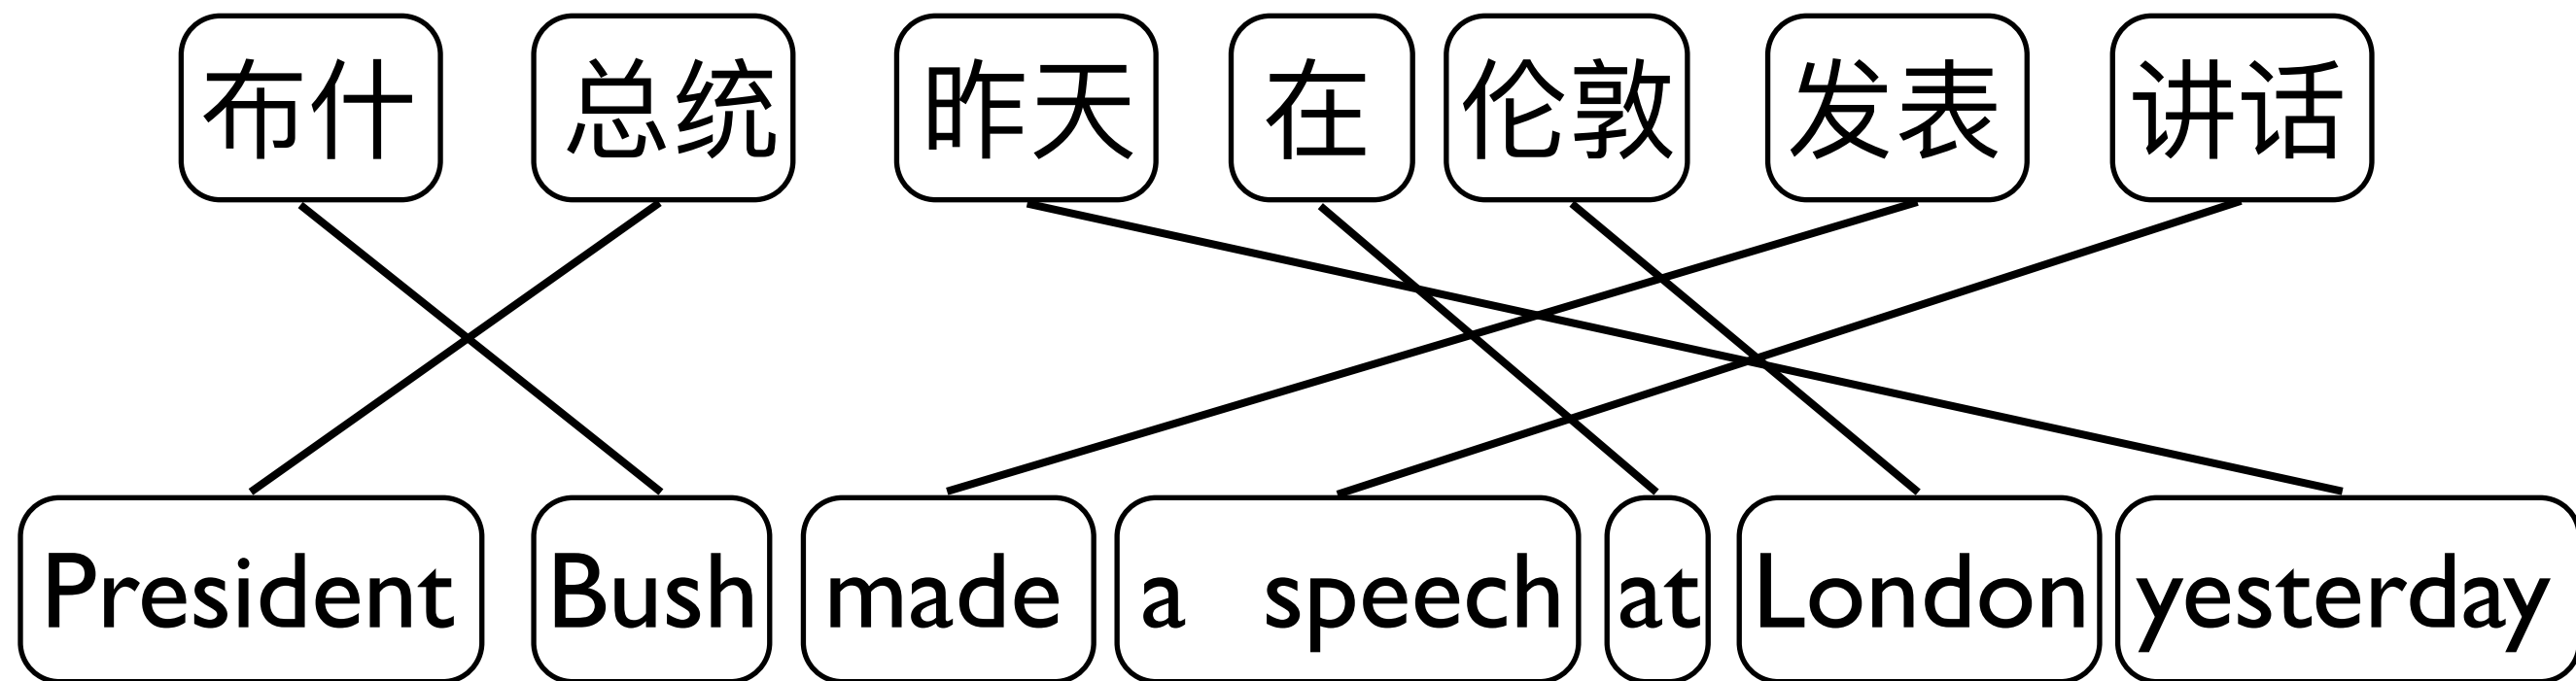 布什 总统 昨天 在 伦敦 发表 讲话
President Bush made a speech at London yesterday